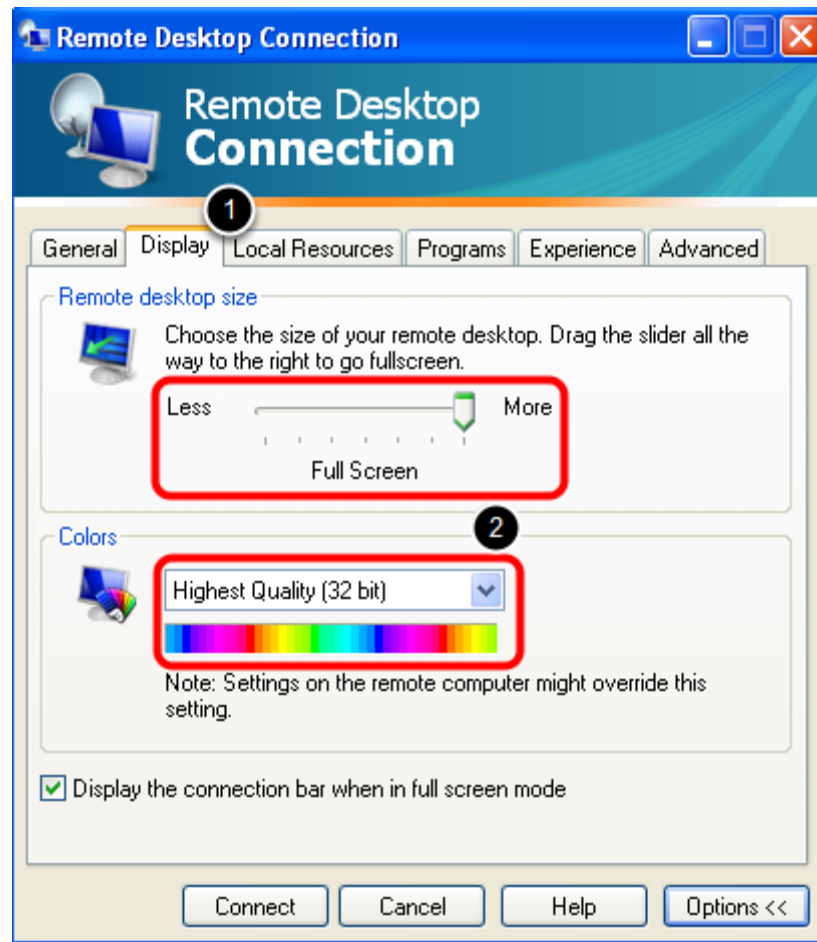 Remote Desktop Connection
Remote Desktop
Connection
1
General Display Local Resources Programs Experience Advanced
Remote desktop size
Choose the size of your remote desktop. Drag the slider all the
way to the right to go fullscreen.
Less More
Full Screen
2
Colors
Highest Quality (32 bit)
Note: Settings on the remote computer might override this
setting.
Display the connection bar when in full screen mode
Connect Cancel Help Options <<